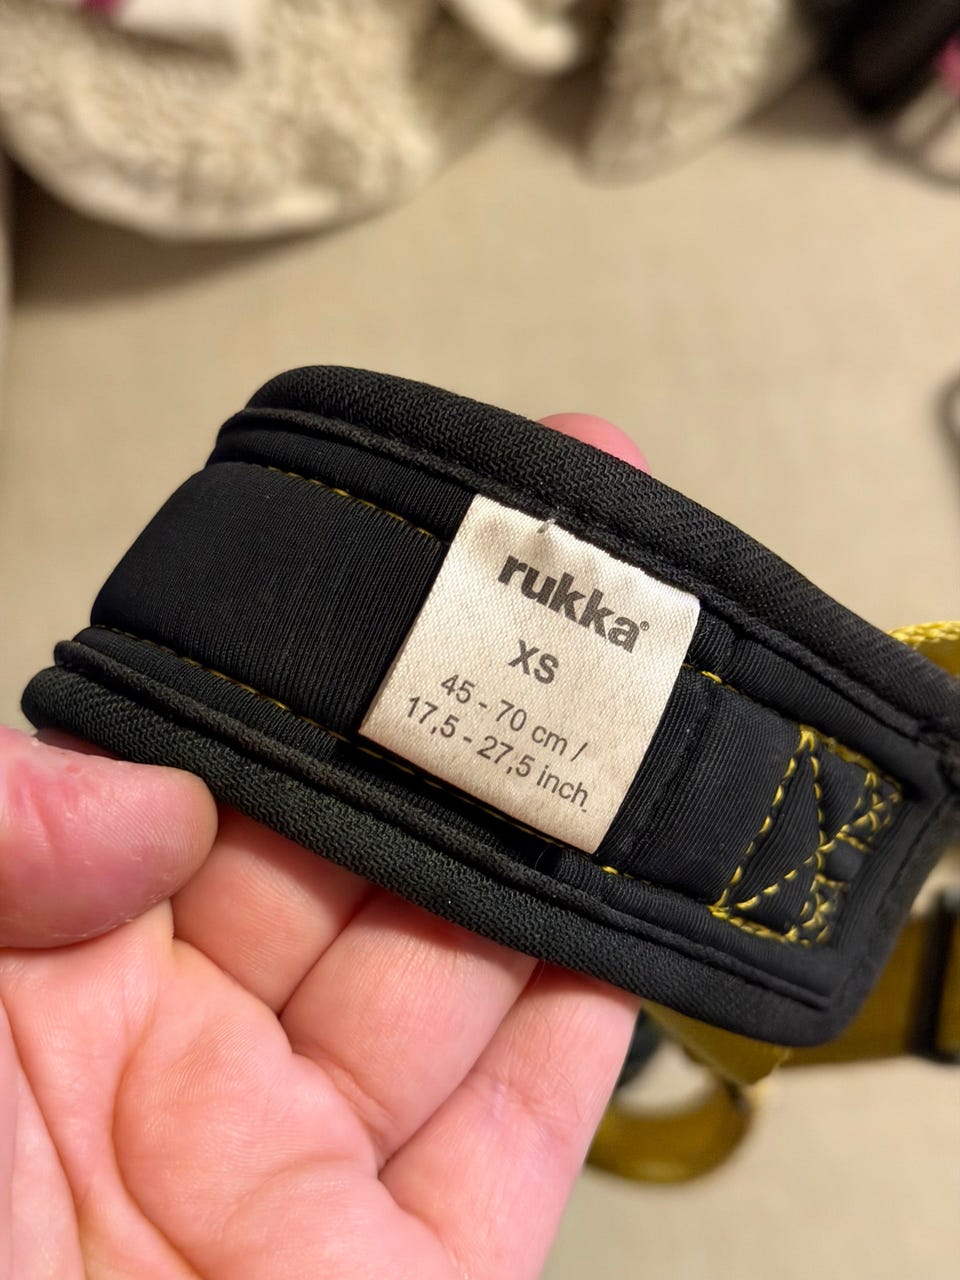 rukka®
XS
45 - 70 cm /
17,5 - 27,5 inch